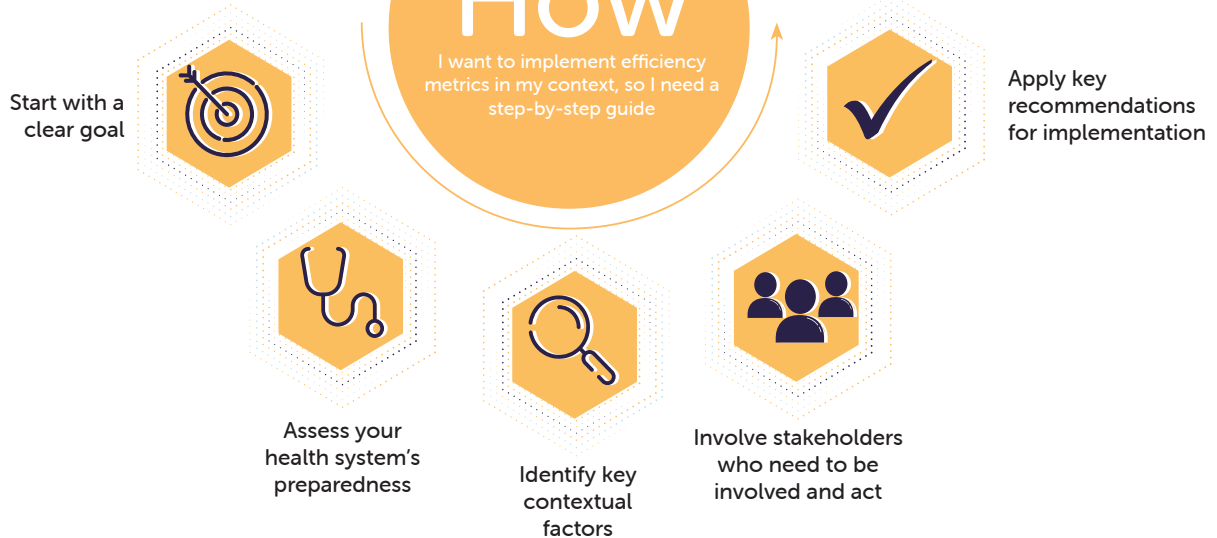 How
I want to implement efficiency
metrics in my context, so I need a
step-by-step guide
Start with a
clear goal
Assess your
health system's
preparedness
Identify key
contextual
factors
Involve stakeholders
who need to be
involved and act
Apply key
recommendations
for implementation